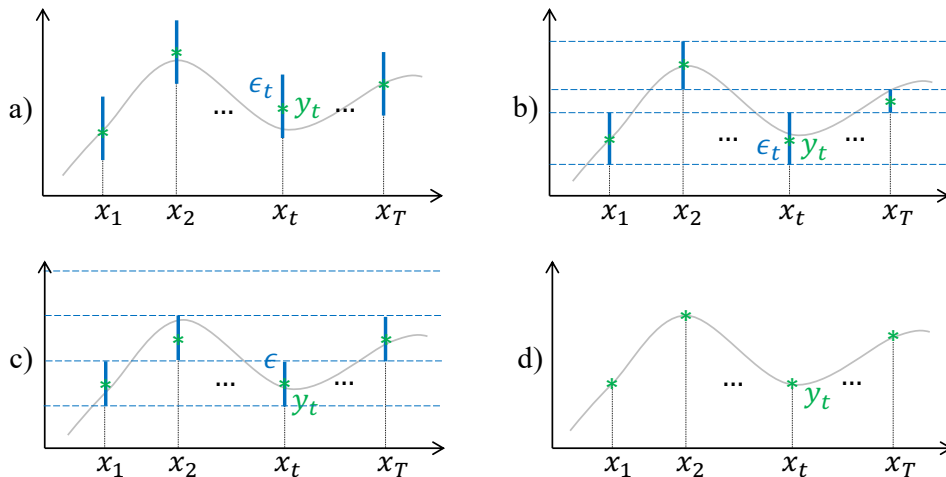 a)
ϵ_t
y_t
...
...
x_1 x_2 x_t x_T
b)
...
...
ϵ_t y_t
x_1 x_2 x_t x_T
c)
ϵ
...
...
y_t
x_1 x_2 x_t x_T
d)
...
...
y_t
x_1 x_2 x_t x_T